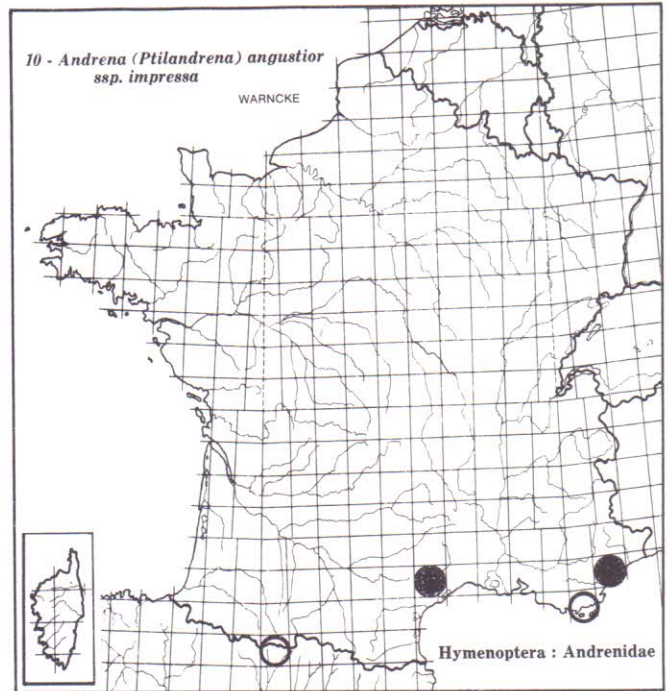 10 - Andrena (Ptilandrena) angustior
ssp. impressa
WARNCKE
Hymenoptera : Andrenidae